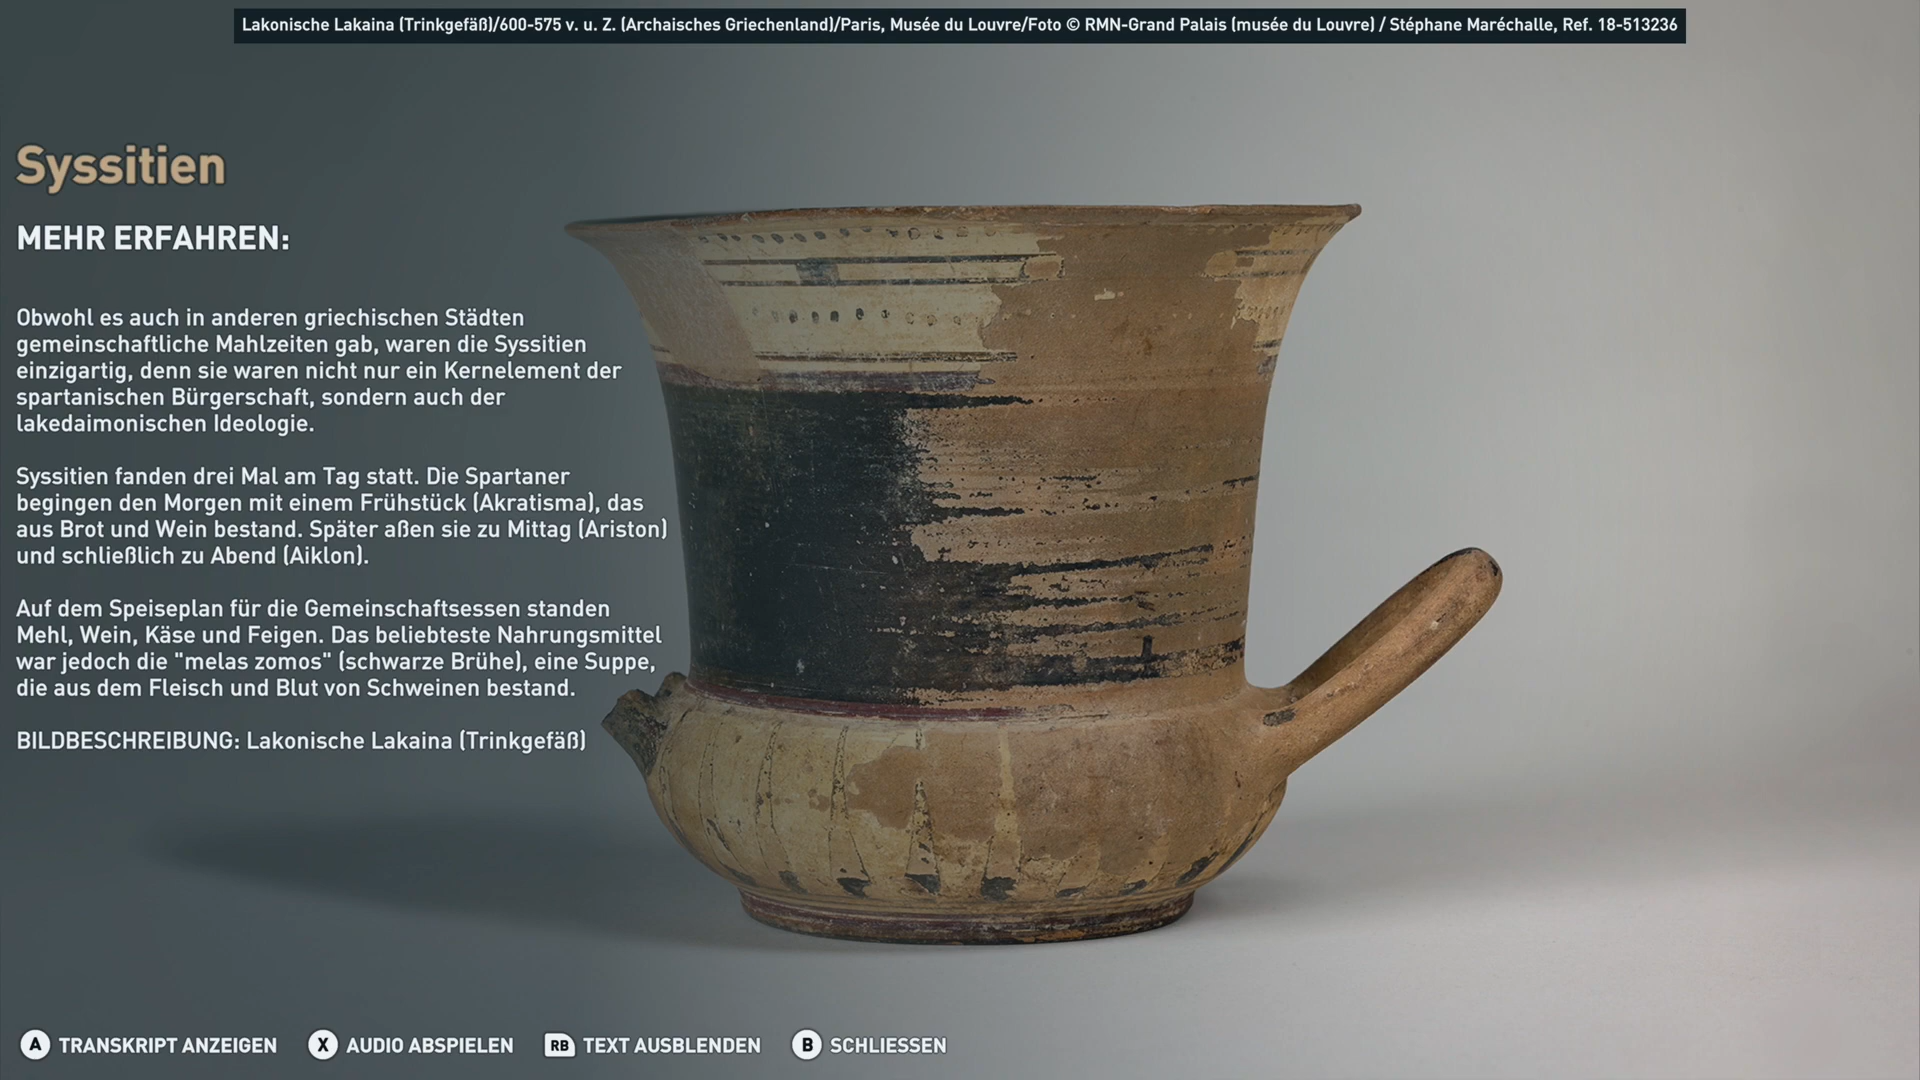 Lakonische Lakaina (Trinkgefäß)/600-575 v. u. Z. (Archaisches Griechenland)/Paris, Musée du Louvre/Foto © RMN-Grand Palais (musée du Louvre) / Stéphane Maréchalle, Ref. 18-513236
Syssitien
MEHR ERFAHREN:
Obwohl es auch in anderen griechischen Städten
gemeinschaftliche Mahlzeiten gab, waren die Syssitien
einzigartig, denn sie waren nicht nur ein Kernelement der
spartanischen Bürgerschaft, sondern auch der
lakedaimonischen Ideologie.
Syssitien fanden drei Mal am Tag statt. Die Spartaner
begingen den Morgen mit einem Frühstück (Akratisma), das
aus Brot und Wein bestand. Später aßen sie zu Mittag (Ariston)
und schließlich zu Abend (Aiklon).
Auf dem Speiseplan für die Gemeinschaftsessen standen
Mehl, Wein, Käse und Feigen. Das beliebteste Nahrungsmittel
war jedoch die "melas zomos" (schwarze Brühe), eine Suppe,
die aus dem Fleisch und Blut von Schweinen bestand.
BILDBESCHREIBUNG: Lakonische Lakaina (Trinkgefäß)
A TRANSKRIPT ANZEIGEN X AUDIO ABSPIELEN RB TEXT AUSBLENDEN B SCHLIESSEN